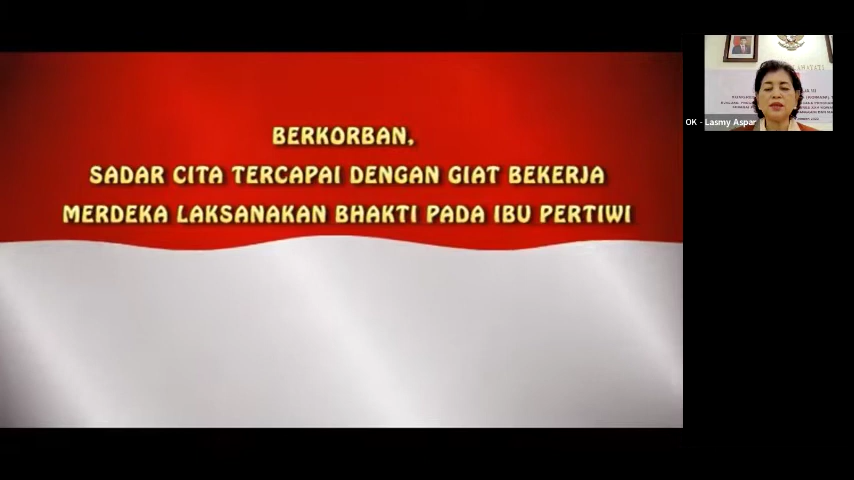 BERKORBAN,
SADAR CITA TERCAPAI DENGAN GIAT BEKERJA
MERDEKA LAKSANAKAN BHAKTI PADA IBU PERTIWI
OK - Lasmy Aspar